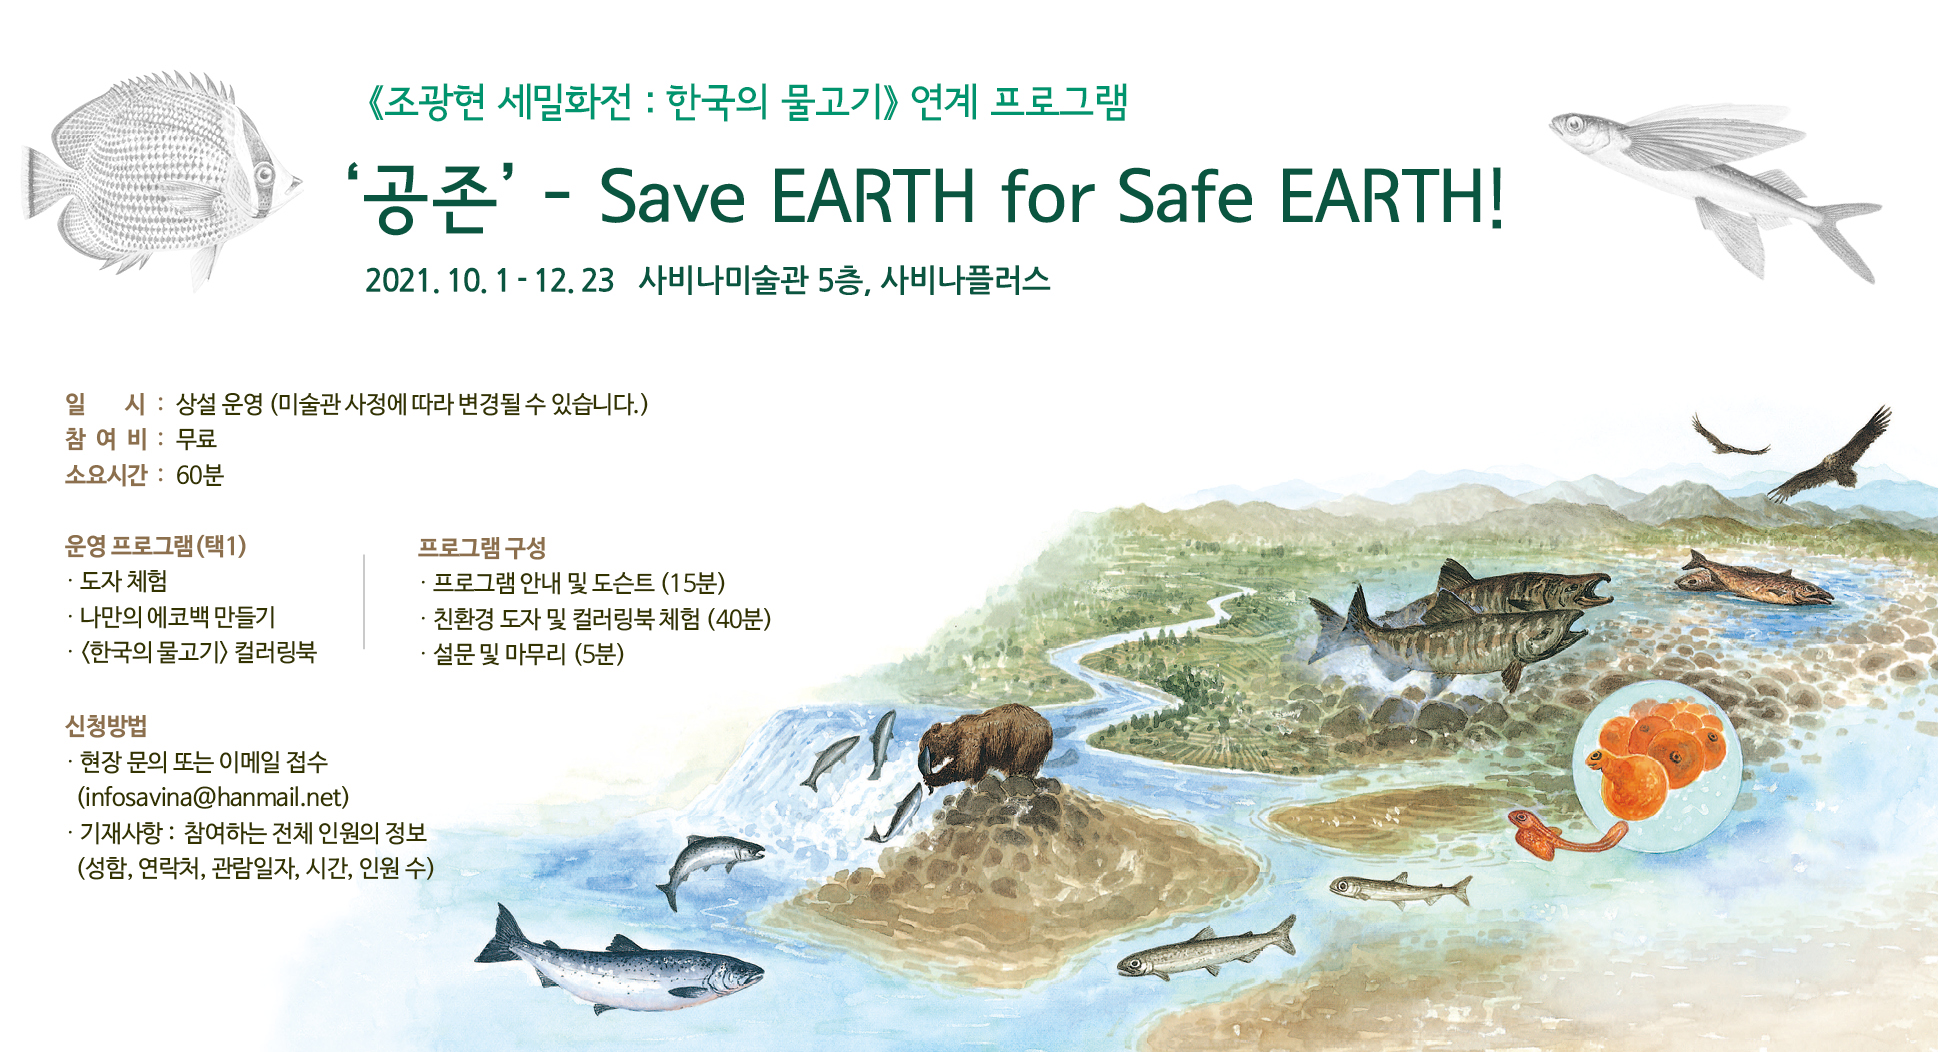 《조광현 세밀화전 : 한국의 물고기》 연계 프로그램
‘공존’ - Save EARTH for Safe EARTH!
2021. 10. 1 - 12. 23 사비나미술관 5층, 사비나플러스
일 시 : 상설 운영 (미술관 사정에 따라 변경될 수 있습니다.)
참 여 비 : 무료
소요시간 : 60분
운영 프로그램(택1)
· 도자 체험
· 나만의 에코백 만들기
· 〈한국의 물고기〉 컬러링북
프로그램 구성
· 프로그램 안내 및 도슨트 (15분)
· 친환경 도자 및 컬러링북 체험 (40분)
· 설문 및 마무리 (5분)
신청방법
· 현장 문의 또는 이메일 접수
(infosavina@hanmail.net)
· 기재사항 : 참여하는 전체 인원의 정보
(성함, 연락처, 관람일자, 시간, 인원 수)